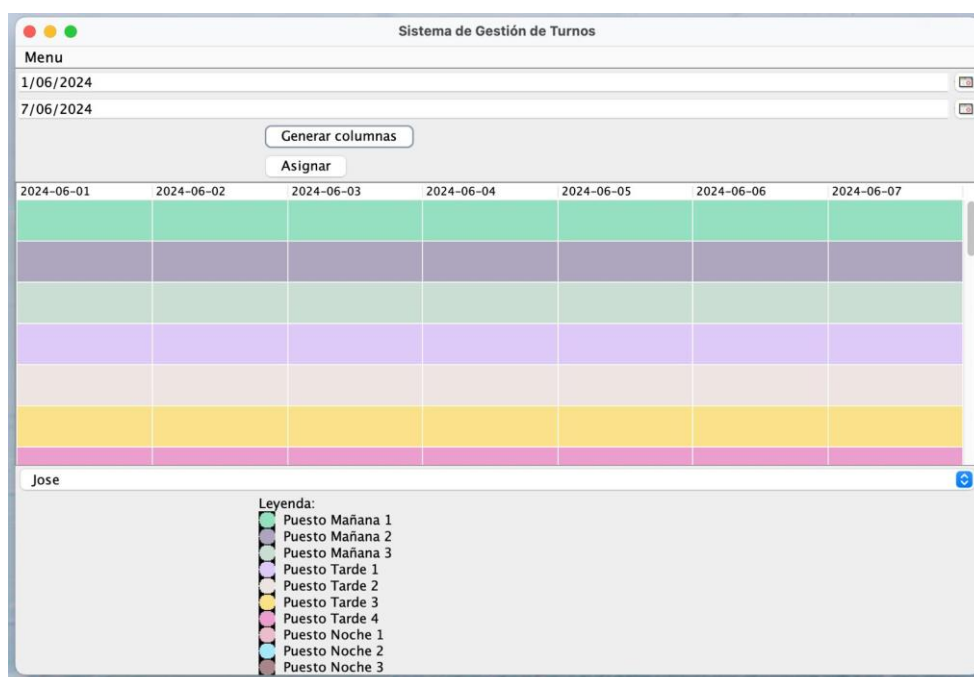 Sistema de Gestión de Turnos
Menu
1/06/2024
7/06/2024
Generar columnas
Asignar
2024-06-01 2024-06-02 2024-06-03 2024-06-04 2024-06-05 2024-06-06 2024-06-07
Jose
Leyenda:
Puesto Mañana 1
Puesto Mañana 2
Puesto Mañana 3
Puesto Tarde 1
Puesto Tarde 2
Puesto Tarde 3
Puesto Tarde 4
Puesto Noche 1
Puesto Noche 2
Puesto Noche 3